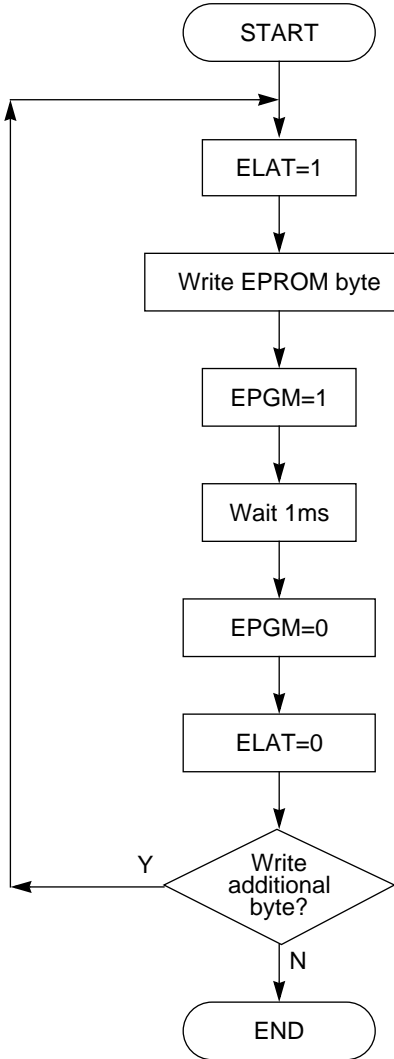 START
ELAT=1
Write EPROM byte
EPGM=1
Wait 1ms
EPGM=0
ELAT=0
Y
Write
additional
byte?
N
END